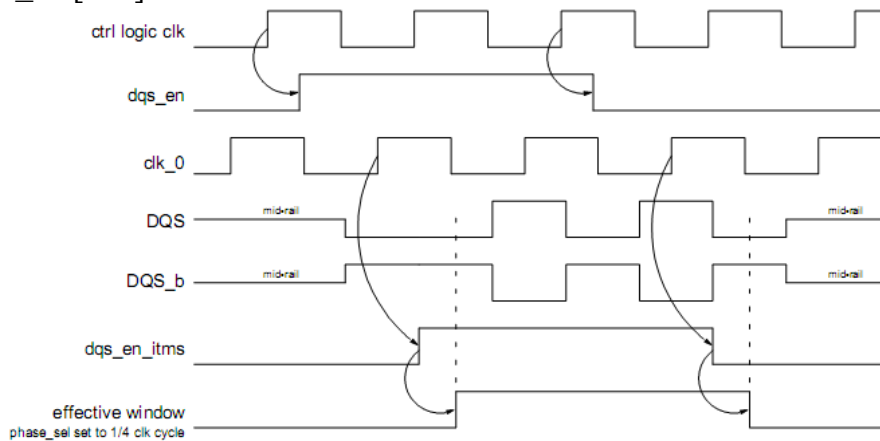 ctrl logic clk
dqs_en
clk_0
mid-rail
mid-rail
DQS
mid-rail
mid-rail
DQS_b
dqs_en_itms
effective window
phase_sel set to 1/4 clk cycle